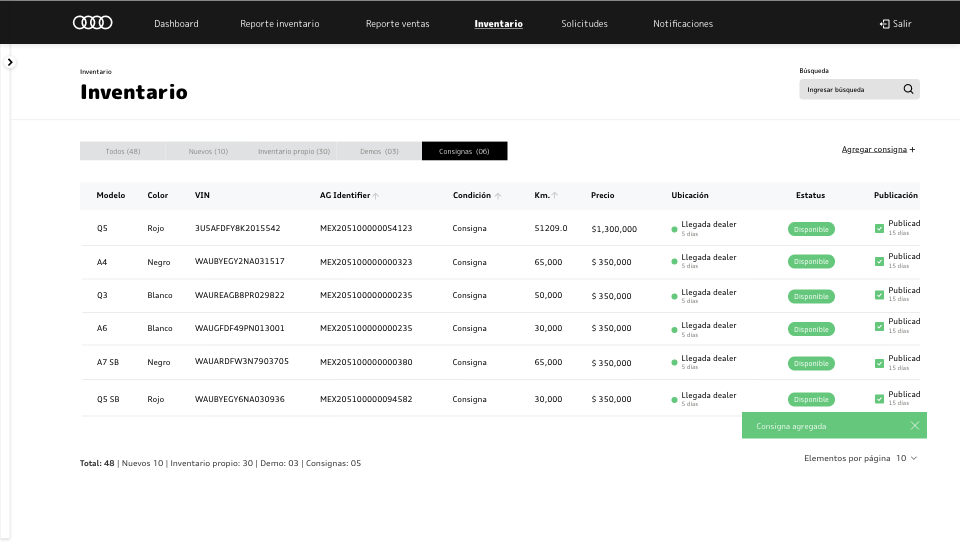 Dashboard Reporte inventario Reporte ventas Inventario Solicitudes Notificaciones Salir
Inventario
Inventario
Búsqueda
Ingresar búsqueda
Todos (48) Nuevos (10) Inventario propio (30) Demos (03) Consignas (06)
Agregar consigna +
Modelo Color VIN AG Identifier Condición Km. Precio Ubicación Estatus Publicación
Q5 Rojo 3USAFDFY8K2015542 MEX205100000054123 Consigna 51209.0 $1,300,000 Llegada dealer Disponible Publicad
5 días 15 días
A4 Negro WAUBYEGY2NA031517 MEX205100000000323 Consigna 65,000 $ 350,000 Llegada dealer Disponible Publicad
5 días 15 días
Q3 Blanco WAUREAGB8PR029822 MEX205100000000235 Consigna 50,000 $ 350,000 Llegada dealer Disponible Publicad
5 días 15 días
A6 Blanco WAUGFDF49PN013001 MEX205100000000235 Consigna 30,000 $ 350,000 Llegada dealer Disponible Publicad
5 días 15 días
A7 SB Negro WAUARDFW3N7903705 MEX205100000000380 Consigna 65,000 $ 350,000 Llegada dealer Disponible Publicad
5 días 15 días
Q5 SB Rojo WAUBYEGY6NA030936 MEX205100000094582 Consigna 30,000 $ 350,000 Llegada dealer Disponible Publicad
5 días 15 días
Consigna agregada
Total: 48 | Nuevos 10 | Inventario propio: 30 | Demo: 03 | Consignas: 05
Elementos por página 10